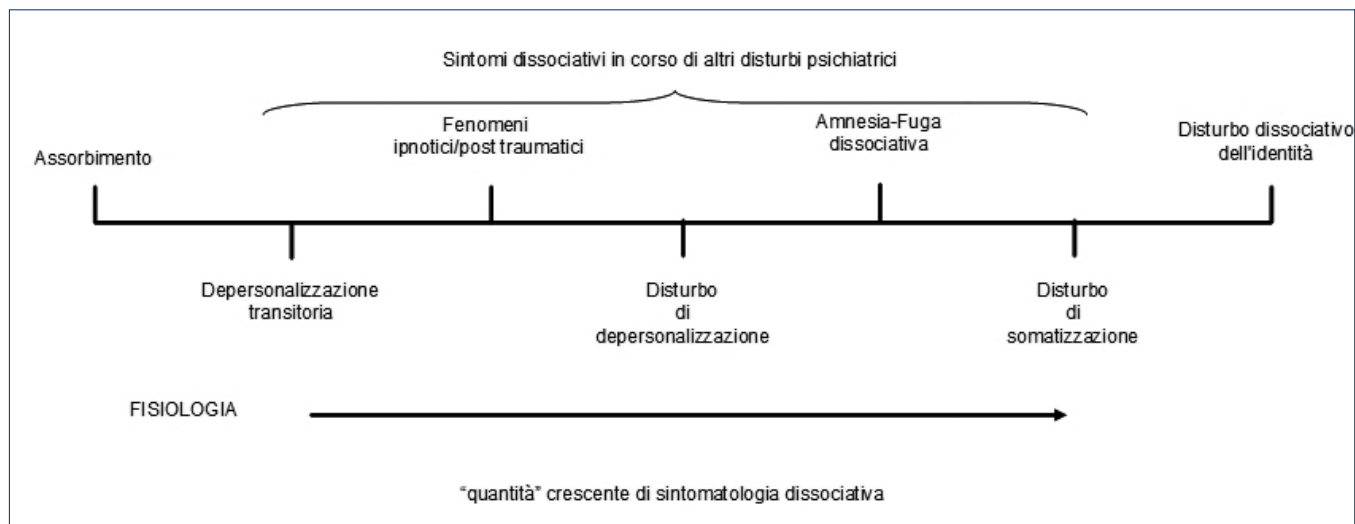 Sintomi dissociativi in corso di altri disturbi psichiatrici
Assorbimento
Fenomeni
ipnotici/post traumatici
Amnesia-Fuga
dissociativa
Disturbo dissociativo
dell'identità
Depersonalizzazione
transitoria
Disturbo
di
depersonalizzazione
Disturbo
di
somatizzazione
FISIOLOGIA
“quantità” crescente di sintomatologia dissociativa